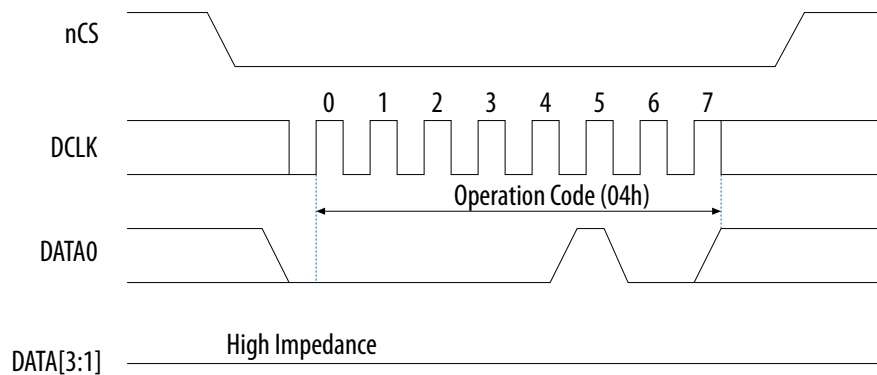 nCS
0 1 2 3 4 5 6 7
DCLK
Operation Code (04h)
DATA0
High Impedance
DATA[3:1]